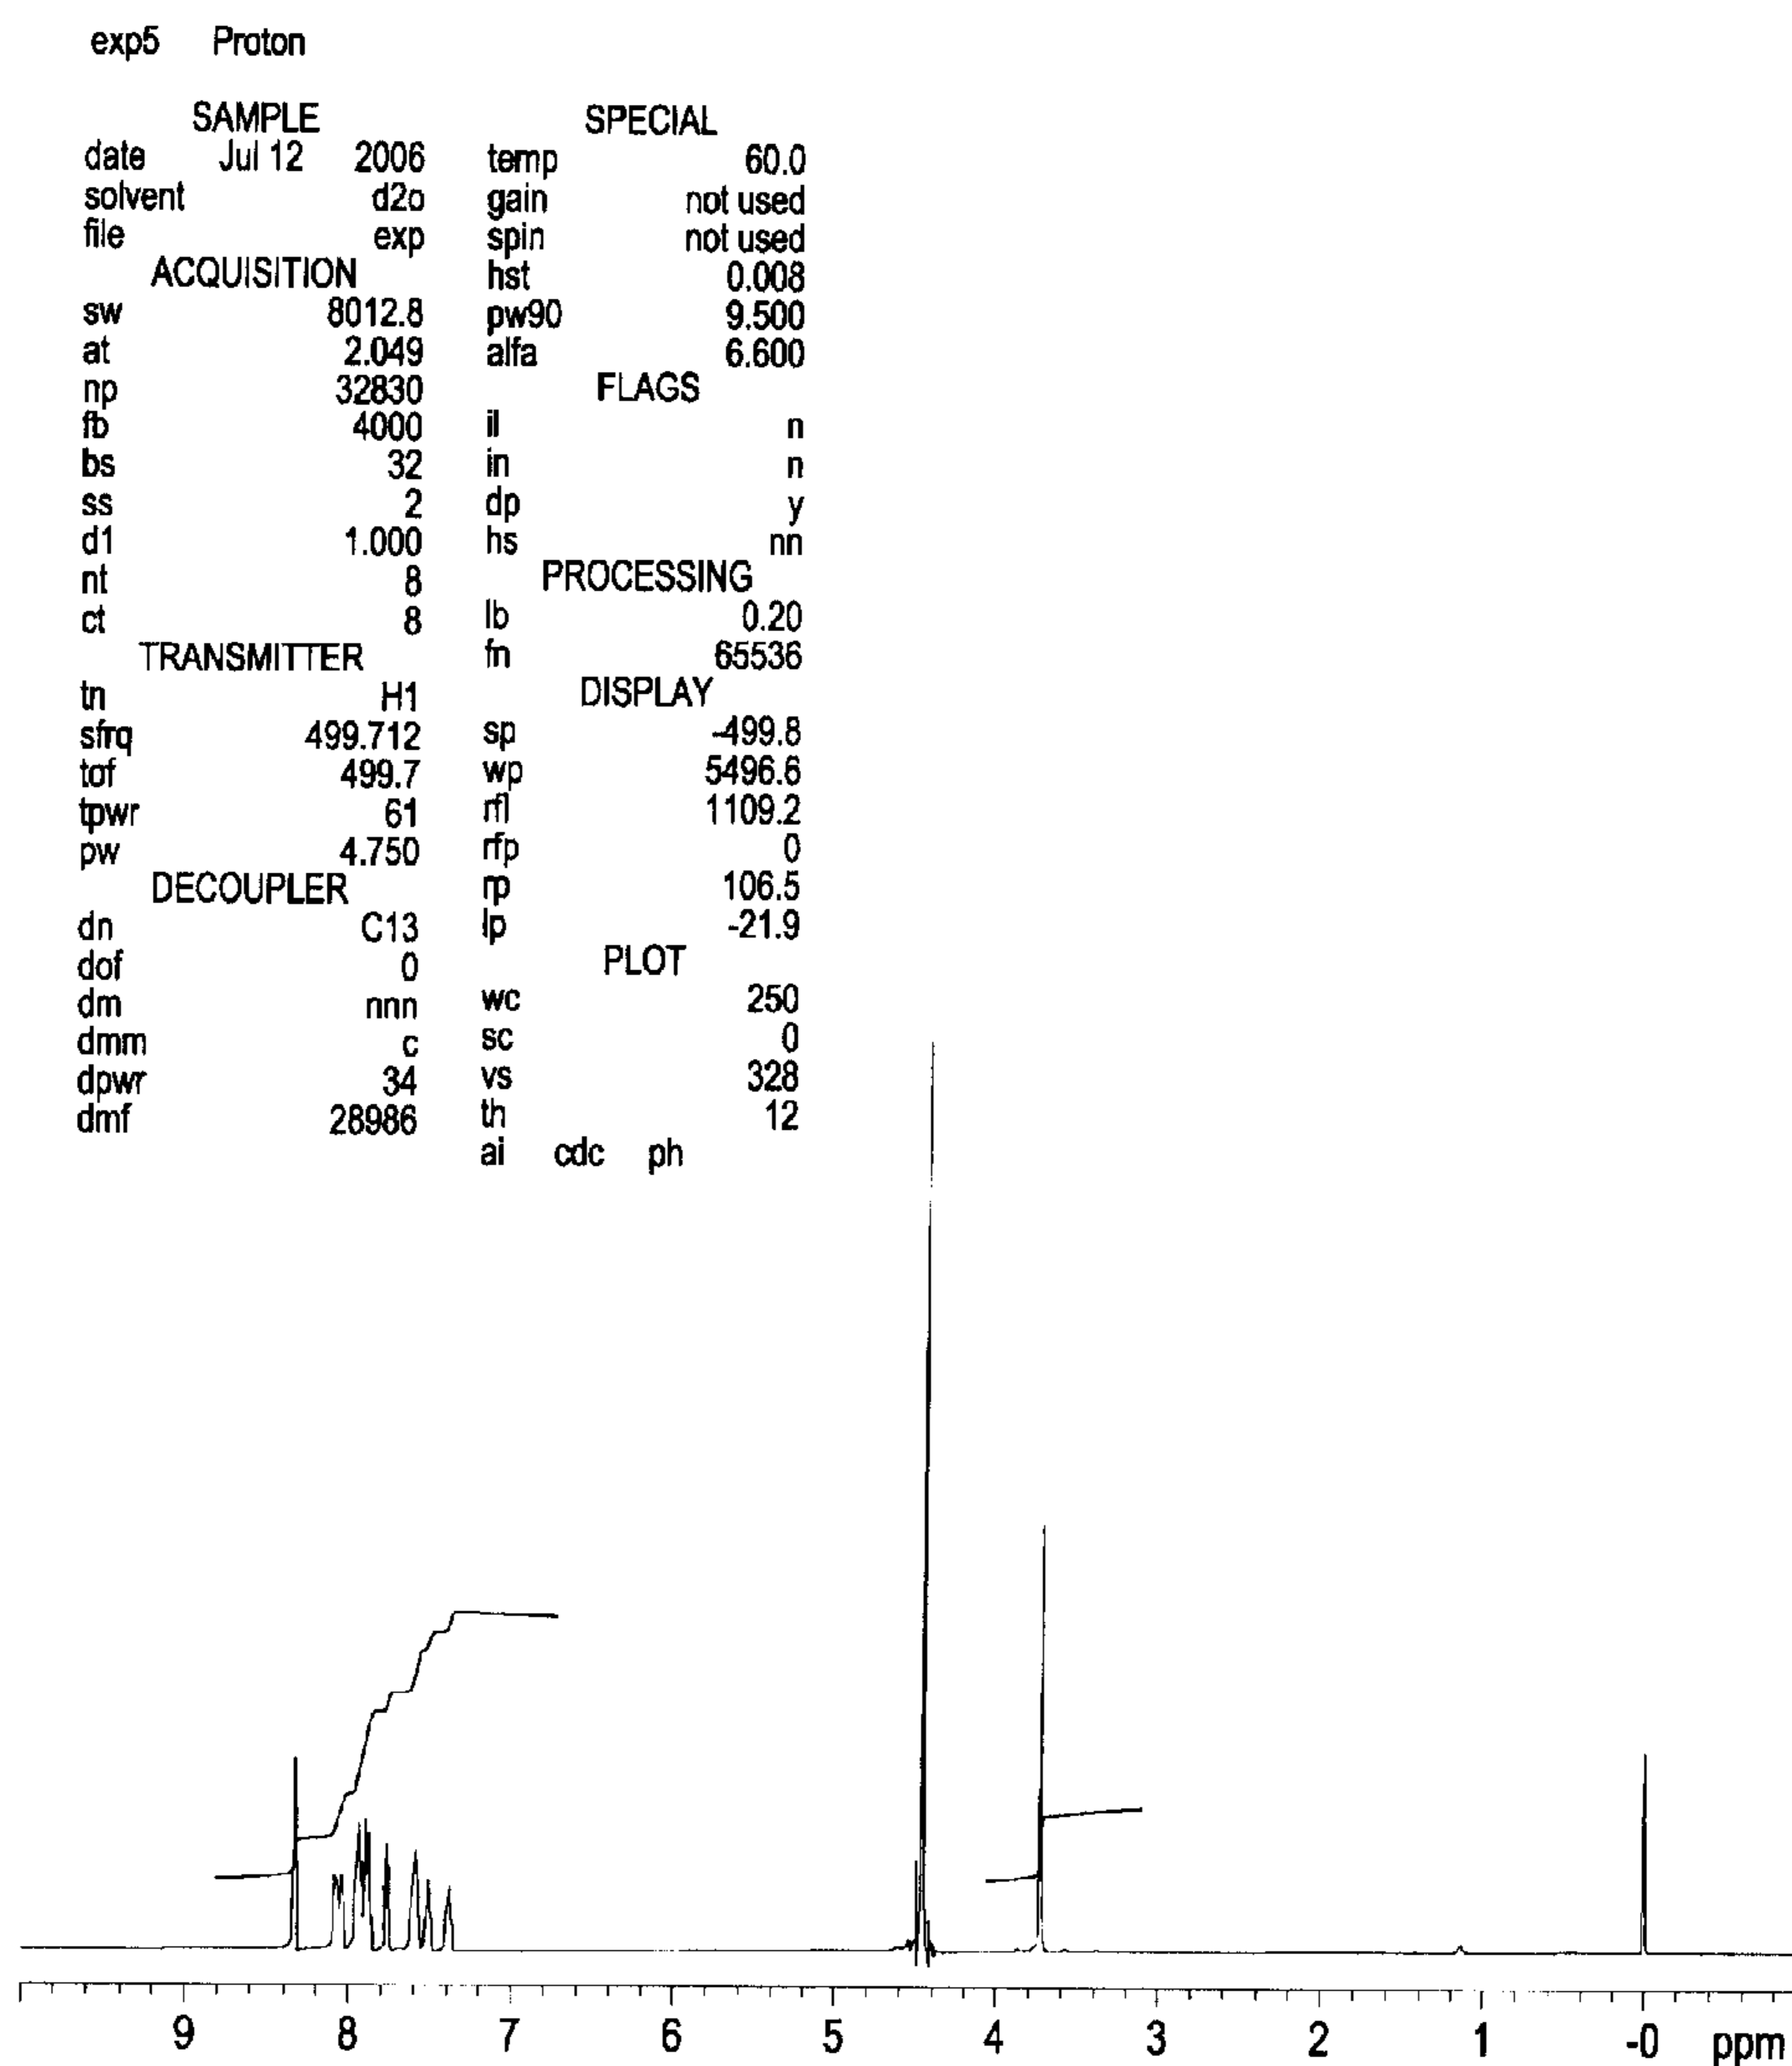 exp5 Proton
SAMPLE
date Jul 12 2006
solvent d2o
file exp
ACQUISITION
sw 8012.8
at 2.049
np 32830
fb 4000
bs 32
ss 2
d1 1.000
nt 8
ct 8
TRANSMITTER
tn H1
sfrq 499.712
tof 499.7
tpwr 61
pw 4.750
DECOUPLER
dn C13
dof 0
dm nnn
dmm c
dpwr 34
dmf 28986
SPECIAL
temp 60.0
gain not used
spin not used
hst 0.008
pw90 9.500
alfa 6.600
FLAGS
il n
in n
dp y
hs nn
PROCESSING
lb 0.20
fn 65536
DISPLAY
sp -499.8
wp 5496.6
rfl 1109.2
rfp 0
rp 106.5
lp -21.9
PLOT
wc 250
sc 0
vs 328
th 12
ai cdc ph
9 8 7 6 5 4 3 2 1 -0 ppm